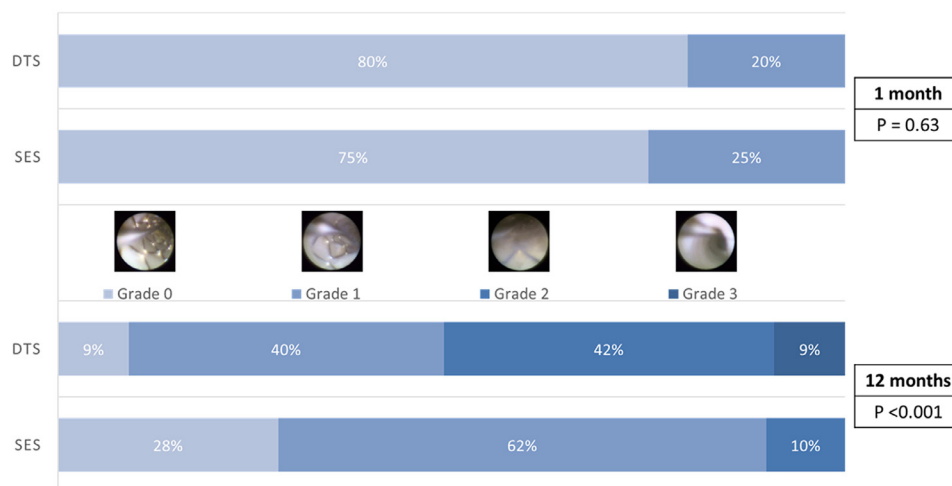 DTS
80%
20%
1 month
P = 0.63
SES
75%
25%
Grade 0
Grade 1
Grade 2
Grade 3
DTS
9%
40%
42%
9%
12 months
P <0.001
SES
28%
62%
10%